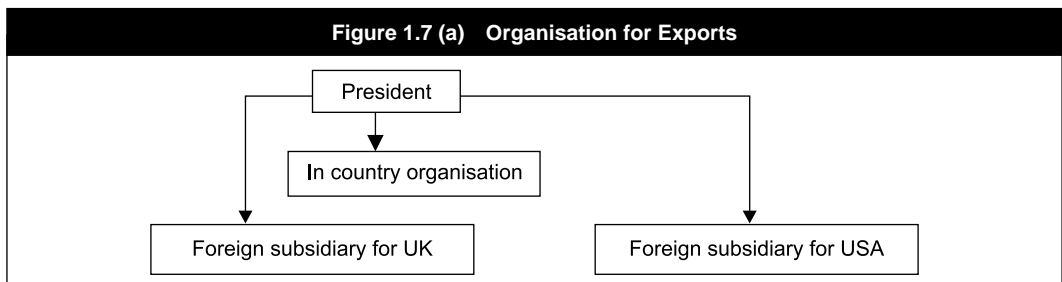 Figure 1.7 (a) Organisation for Exports
President
In country organisation
Foreign subsidiary for UK
Foreign subsidiary for USA